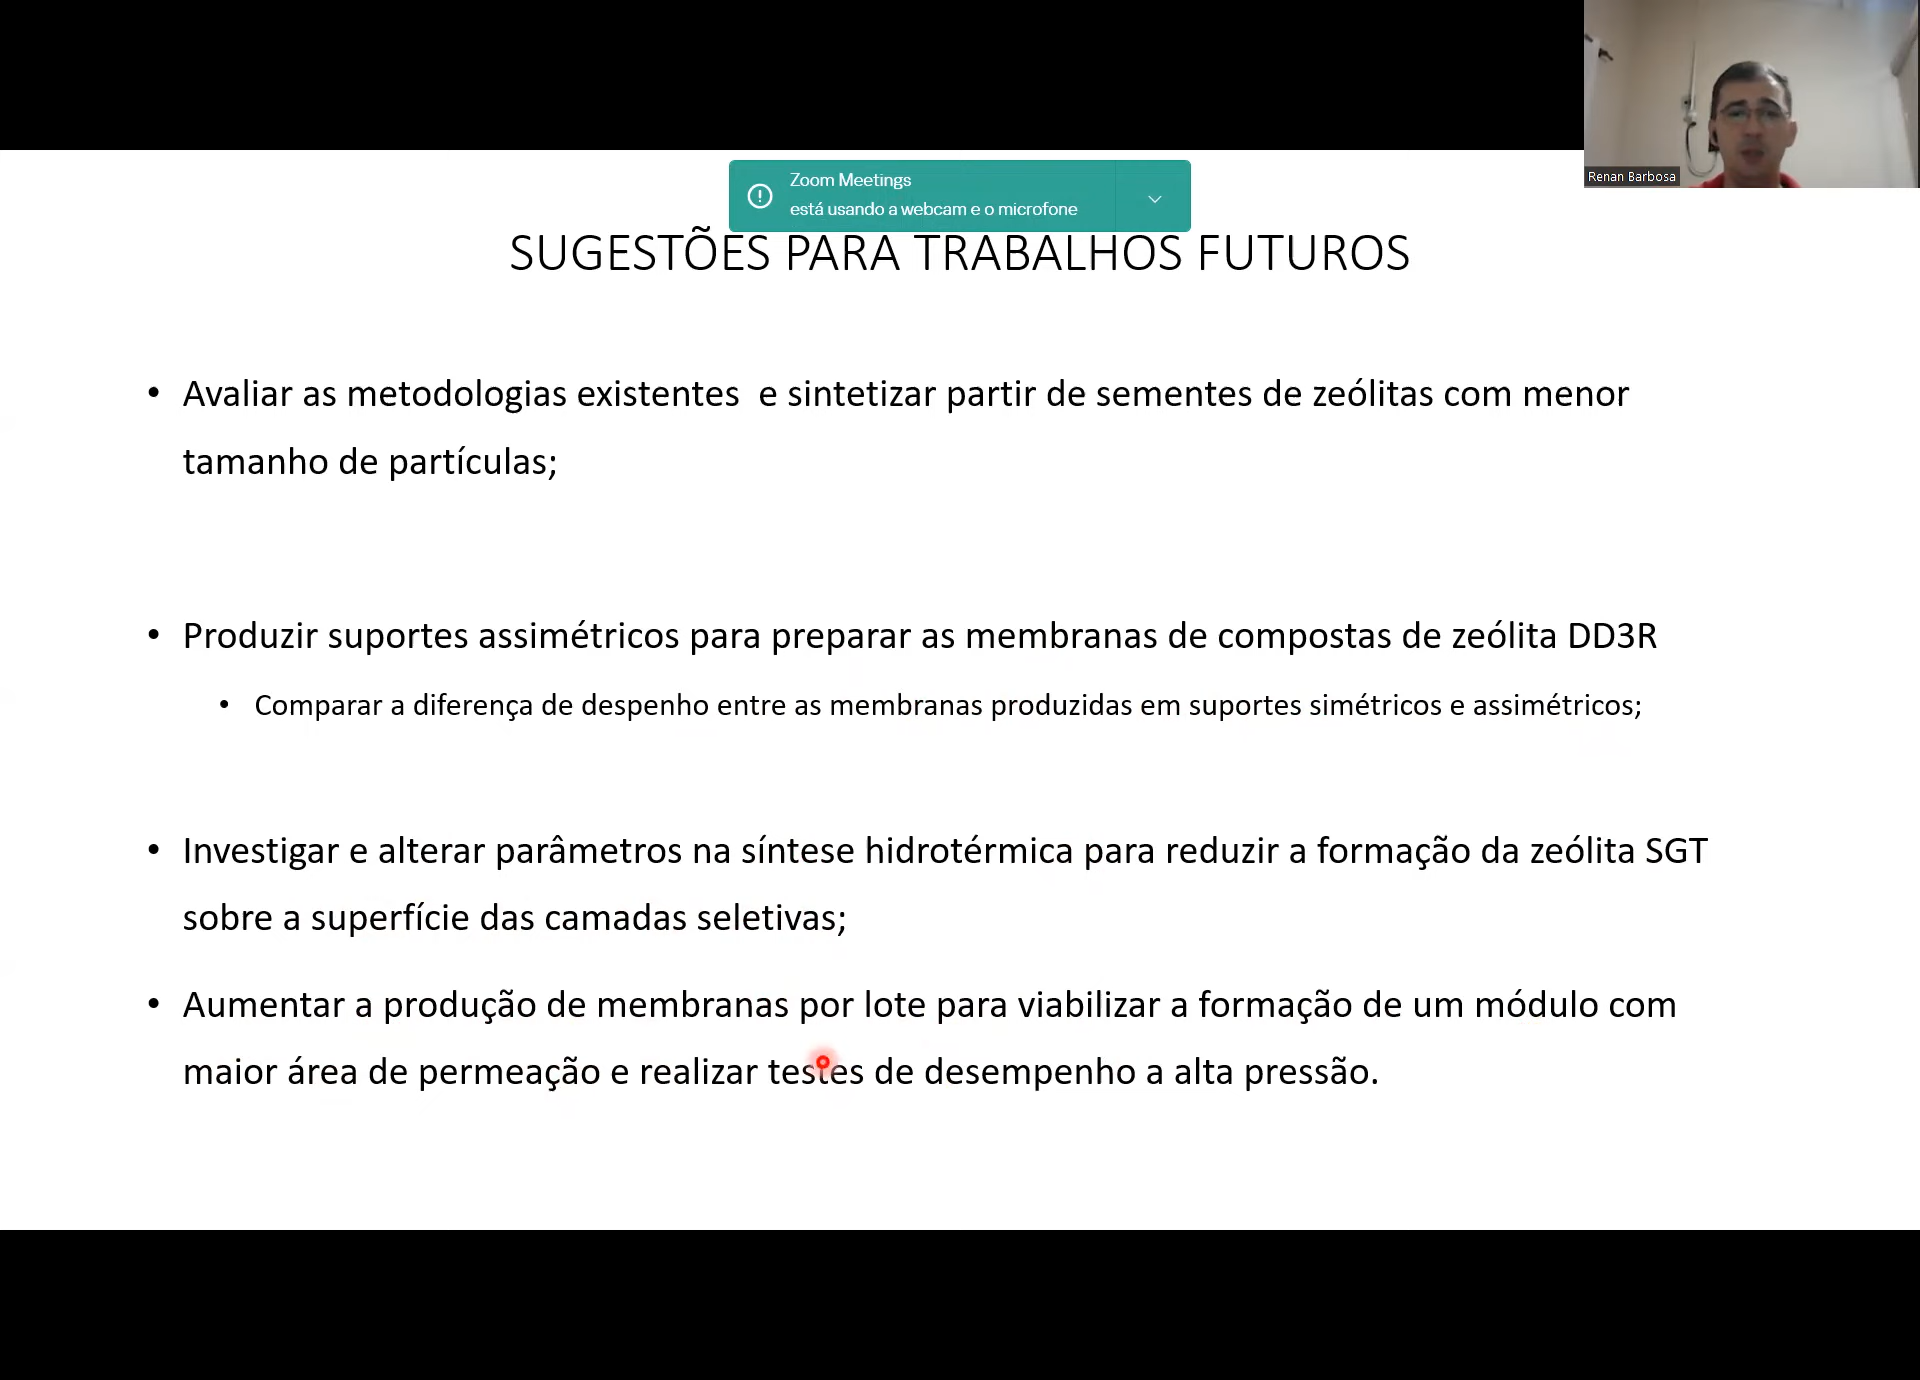 Renan Barbosa
Zoom Meetings
está usando a webcam e o microfone
SUGESTÕES PARA TRABALHOS FUTUROS
• Avaliar as metodologias existentes e sintetizar partir de sementes de zeólitas com menor
tamanho de partículas;
• Produzir suportes assimétricos para preparar as membranas de compostas de zeólita DD3R
• Comparar a diferença de despenho entre as membranas produzidas em suportes simétricos e assimétricos;
• Investigar e alterar parâmetros na síntese hidrotérmica para reduzir a formação da zeólita SGT
sobre a superfície das camadas seletivas;
• Aumentar a produção de membranas por lote para viabilizar a formação de um módulo com
maior área de permeação e realizar testes de desempenho a alta pressão.